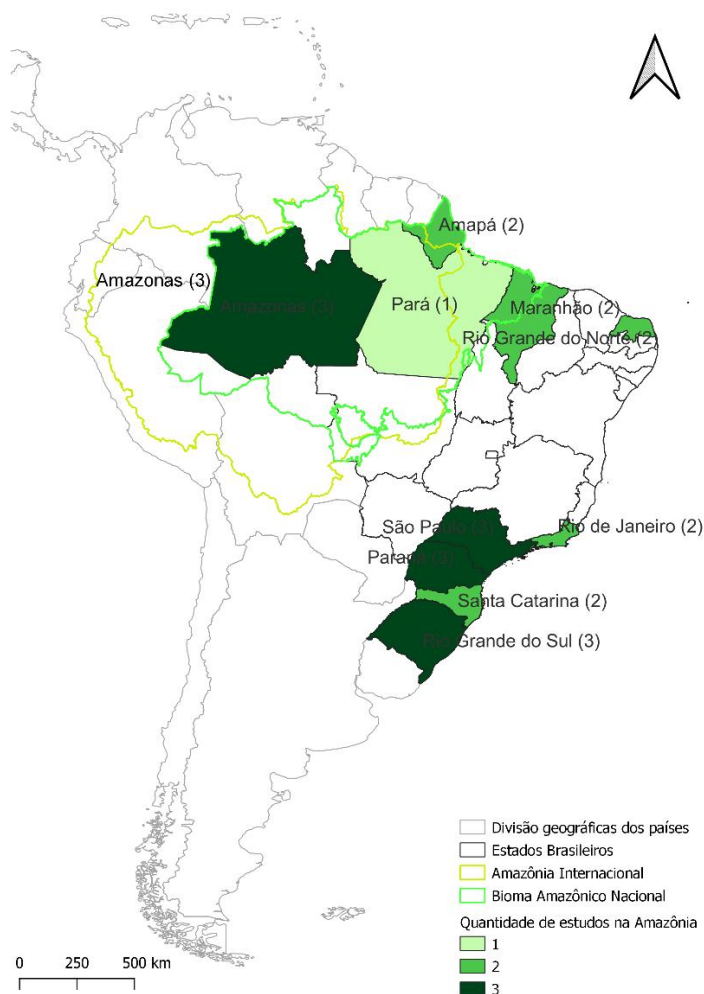 Amapá (2)
Amazonas (3)
Amazonas (3)
Pará (1)
Maranhão (2)
Rio Grande do Norte (2)
São Paulo (3)
Rio de Janeiro (2)
Paraná (3)
Santa Catarina (2)
Rio Grande do Sul (3)
Divisão geográficas dos países
Estados Brasileiros
Amazônia Internacional
Bioma Amazônico Nacional
Quantidade de estudos na Amazônia
1
2
3
0 250 500 km